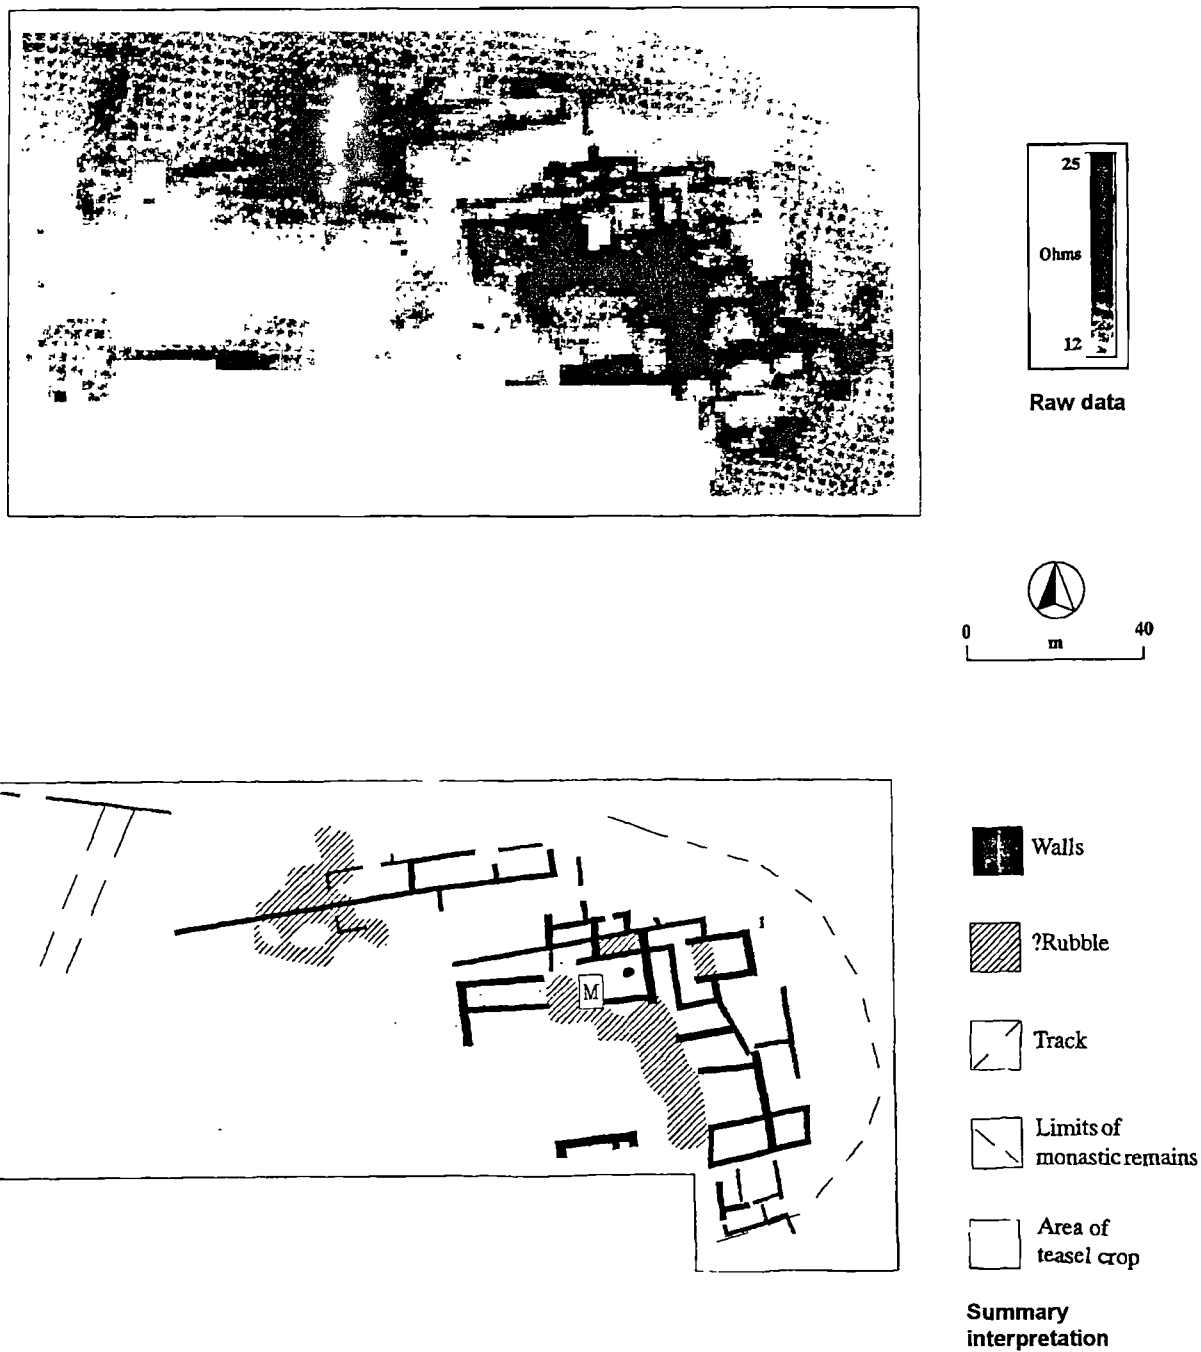 25
Ohms
12
Raw data
0
40
m
Walls
?Rubble
Track
Limits of
monastic remains
Area of
teasel crop
Summary
interpretation
1
M